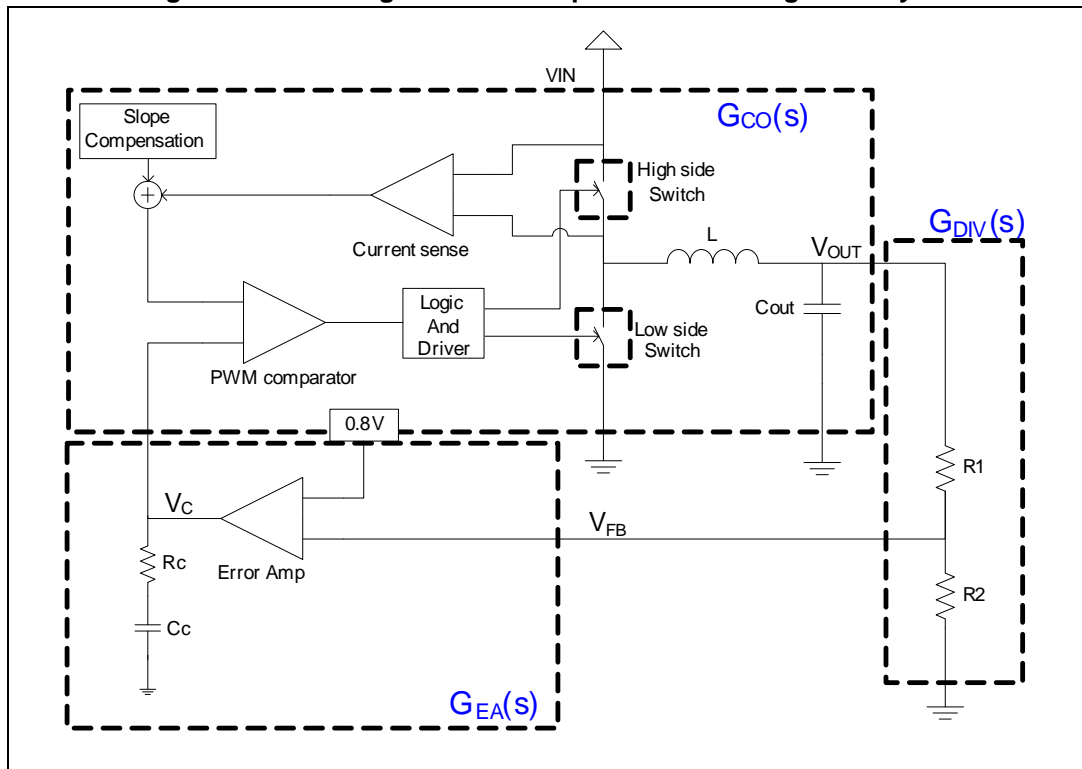 VIN
Slope
Compensation
GCO(s)
+
High side
Switch
GDIV(s)
Current sense
L
VOUT
Logic
And
Driver
Cout
Low side
Switch
PWM comparator
0.8V
R1
VC
VFB
Rc
Error Amp
R2
Cc
GEA(s)